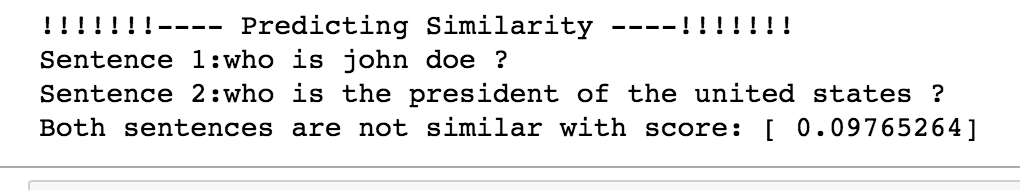 !!!!!!!---- Predicting Similarity ----!!!!!!!
Sentence 1:who is john doe ?
Sentence 2:who is the president of the united states ?
Both sentences are not similar with score: [ 0.09765264]